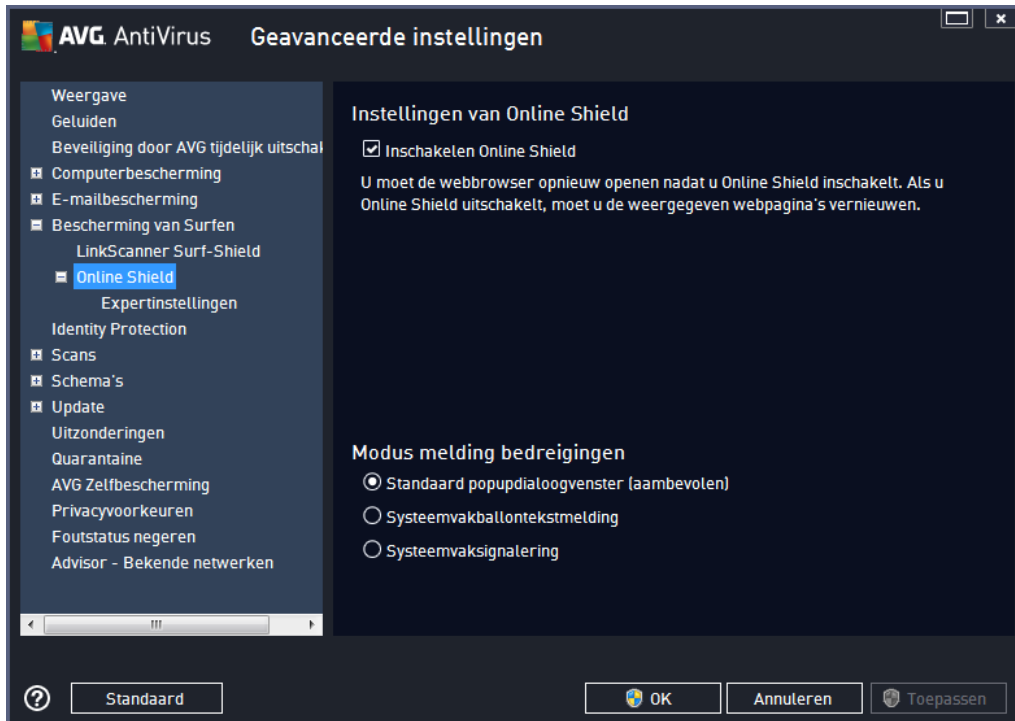 AVG. AntiVirus Geavanceerde instellingen
Weergave
Geluiden
Beveiliging door AVG tijdelijk uitschak
Computerbescherming
E-mailbescherming
Bescherming van Surfen
LinkScanner Surf-Shield
Online Shield
Expertinstellingen
Identity Protection
Scans
Schema's
Update
Uitzonderingen
Quarantaine
AVG Zelfbescherming
Privacyvoorkeuren
Foutstatus negeren
Advisor - Bekende netwerken
Instellingen van Online Shield
Inschakelen Online Shield
U moet de webbrowser opnieuw openen nadat u Online Shield inschakelt. Als u
Online Shield uitschakelt, moet u de weergegeven webpagina's vernieuwen.
Modus melding bedreigingen
Standaard popupdialoogvenster (aambevolen)
Systeemvakballontekstmelding
Systeemvaksignalering
? Standaard OK Annuleren Toepassen